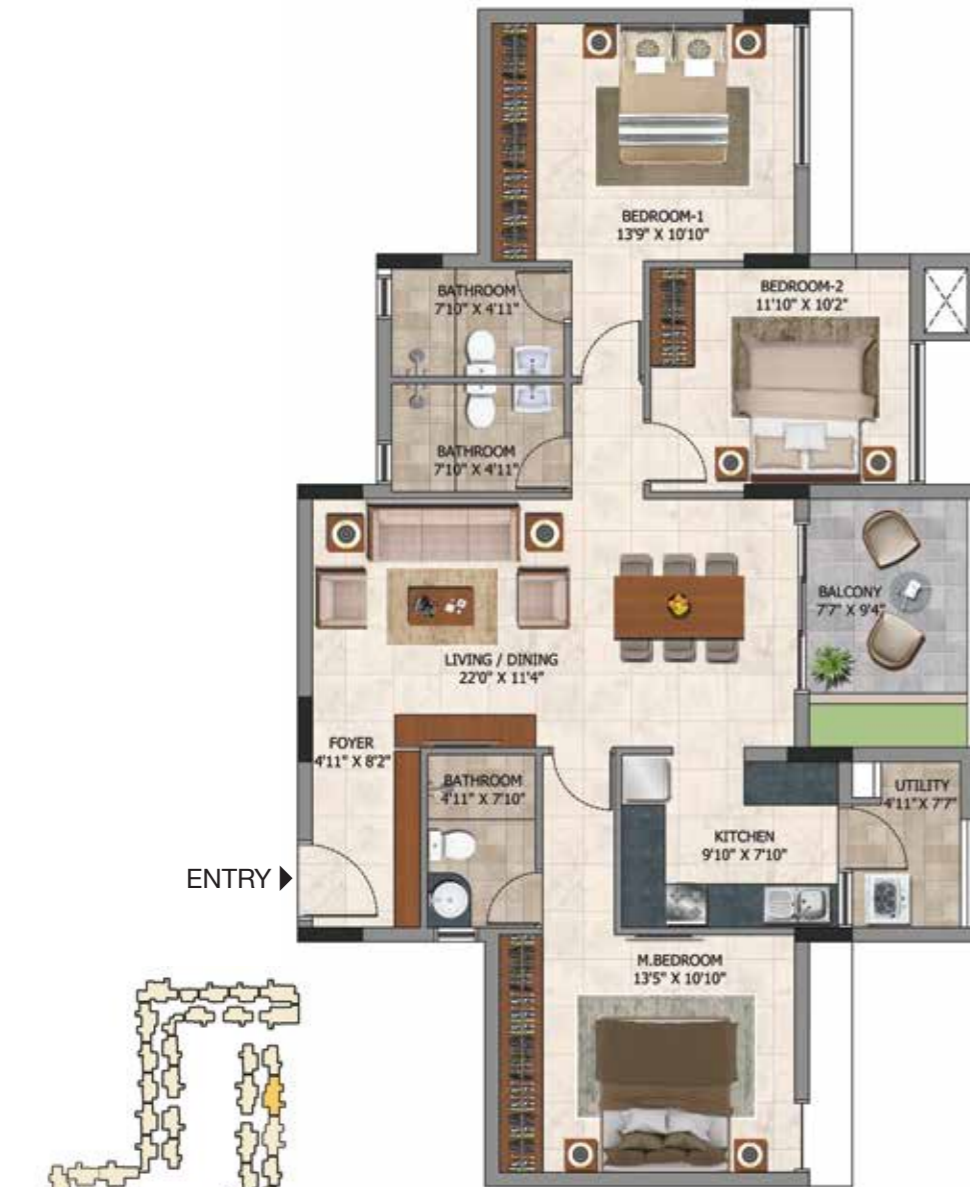 BEDROOM-1
13'9" X 10'10"
BATHROOM
7'10" X 4'11"
BEDROOM-2
11'10" X 10'2"
BATHROOM
7'10" X 4'11"
BALCONY
7'7" X 9'4"
LIVING / DINING
22'0" X 11'4"
FOYER
4'11" X 8'2"
BATHROOM
4'11" X 7'10"
UTILITY
4'11"X 7'7"
KITCHEN
9'10" X 7'10"
ENTRY
M.BEDROOM
13'5" X 10'10"